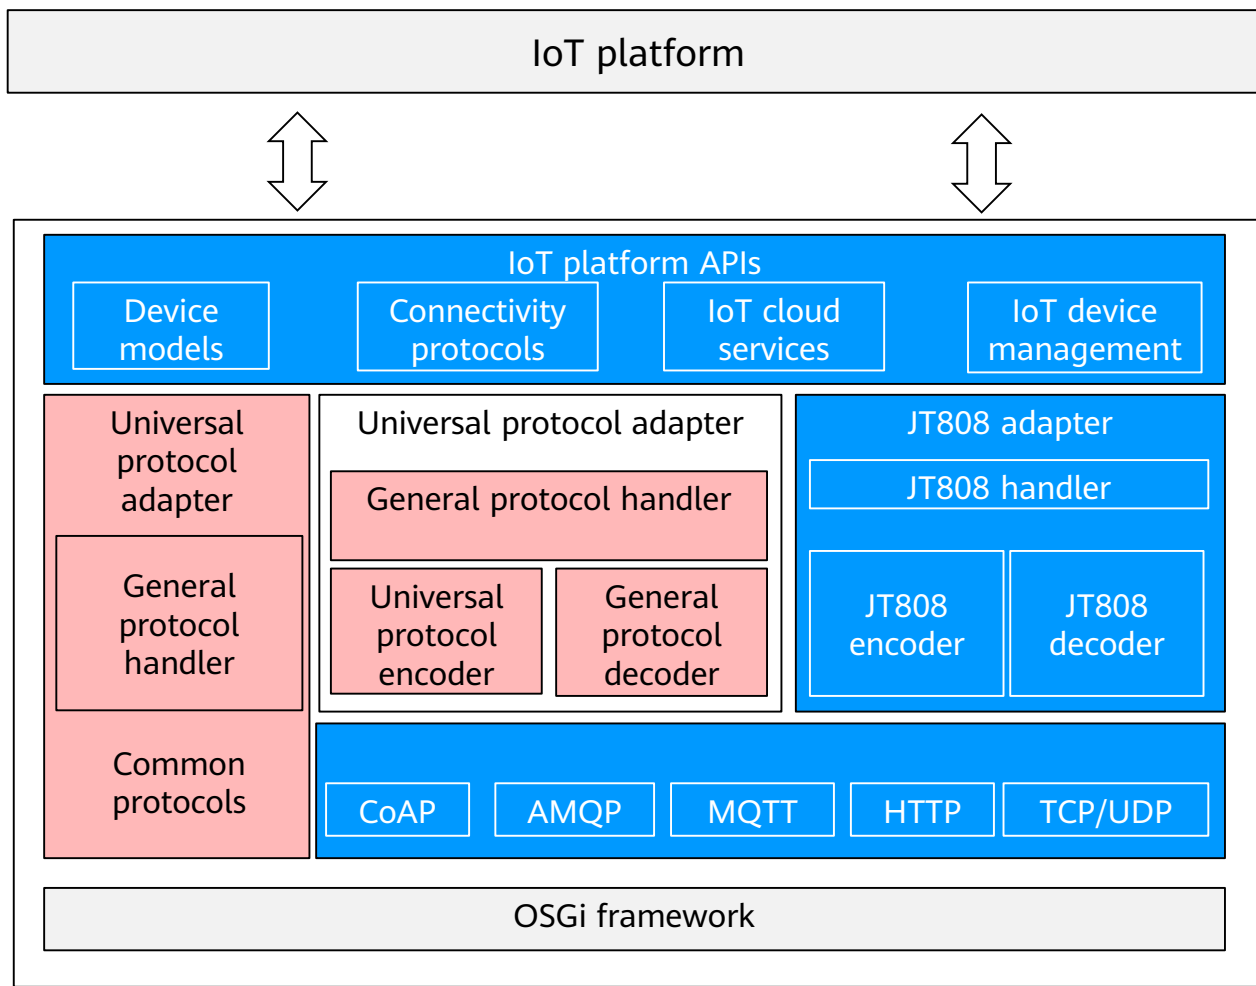 IoT platform
IoT platform APIs
Device
models
Connectivity
protocols
IoT cloud
services
IoT device
management
Universal
protocol
adapter
General
protocol
handler
Common
protocols
Universal protocol adapter
General protocol handler
Universal
protocol
encoder
General
protocol
decoder
JT808 adapter
JT808 handler
JT808
encoder
JT808
decoder
CoAP
AMQP
MQTT
HTTP
TCP/UDP
OSGi framework